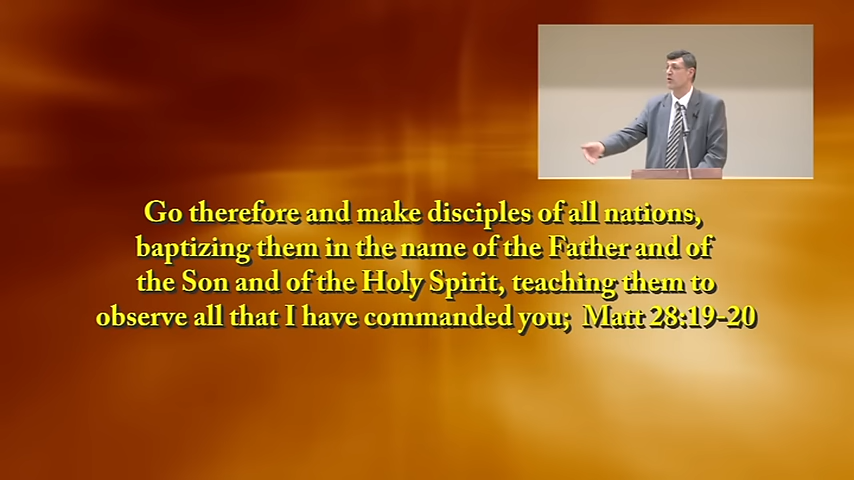 Go therefore and make disciples of all nations,
baptizing them in the name of the Father and of
the Son and of the Holy Spirit, teaching them to
observe all that I have commanded you;  Matt 28:19-20